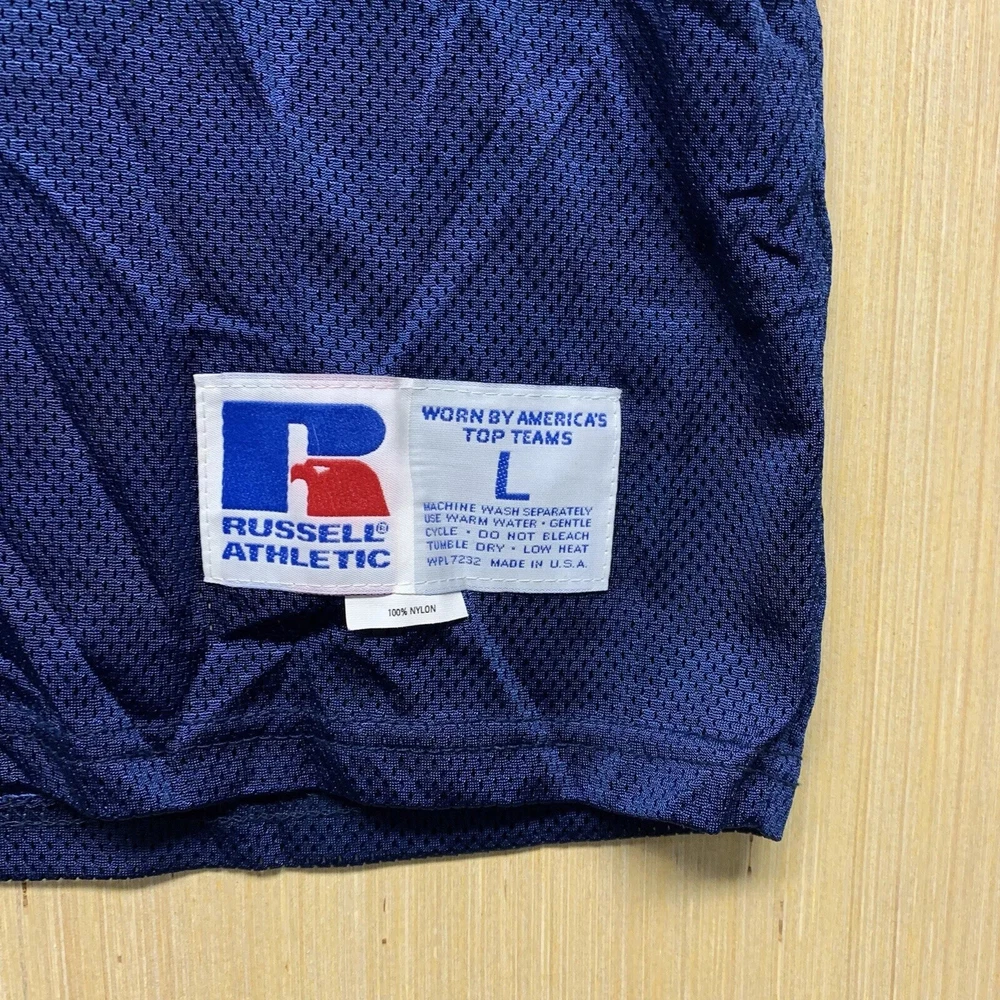 R
RUSSELL®
ATHLETIC
WORN BY AMERICA'S
TOP TEAMS
L
MACHINE WASH SEPARATELY
USE WARM WATER • GENTLE
CYCLE • DO NOT BLEACH
TUMBLE DRY • LOW HEAT
WPL7232 MADE IN U.S.A.
100% NYLON